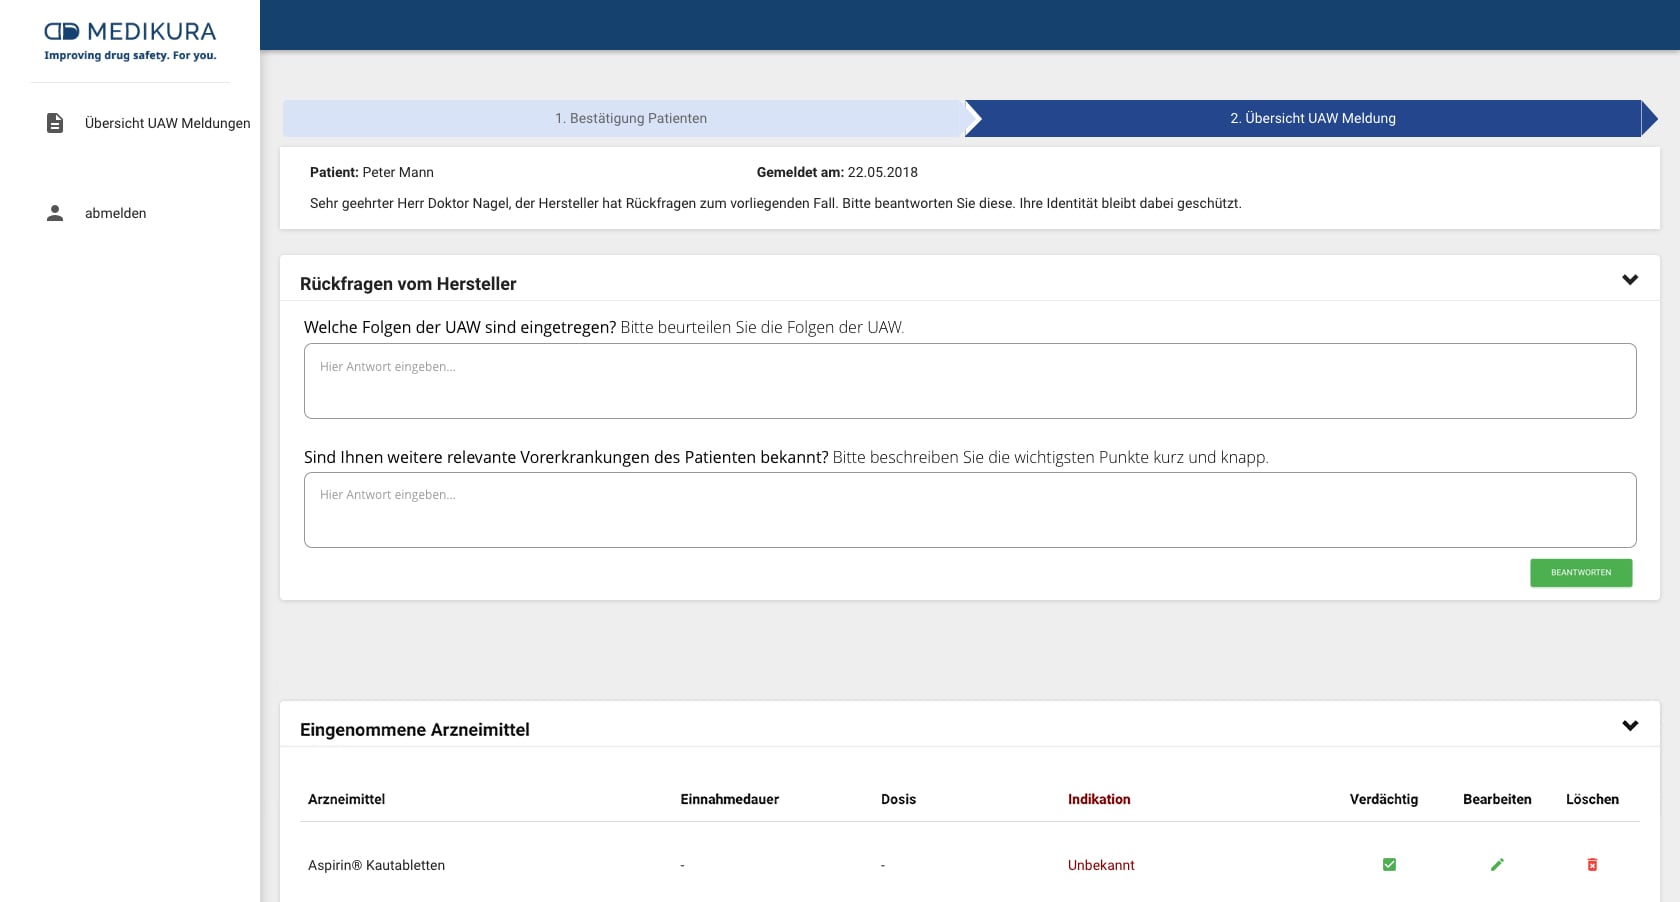 MEDIKURA
Improving drug safety. For you.
Übersicht UAW Meldungen
abmelden
1. Bestätigung Patienten
2. Übersicht UAW Meldung
Patient: Peter Mann
Gemeldet am: 22.05.2018
Sehr geehrter Herr Doktor Nagel, der Hersteller hat Rückfragen zum vorliegenden Fall. Bitte beantworten Sie diese. Ihre Identität bleibt dabei geschützt.
Rückfragen vom Hersteller
Welche Folgen der UAW sind eingetregen? Bitte beurteilen Sie die Folgen der UAW.
Hier Antwort eingeben...
Sind Ihnen weitere relevante Vorerkrankungen des Patienten bekannt? Bitte beschreiben Sie die wichtigsten Punkte kurz und knapp.
Hier Antwort eingeben...
BEANTWORTEN
Eingenommene Arzneimittel
Arzneimittel Einnahmedauer Dosis Indikation Verdächtig Bearbeiten Löschen
Aspirin® Kautabletten - - Unbekannt